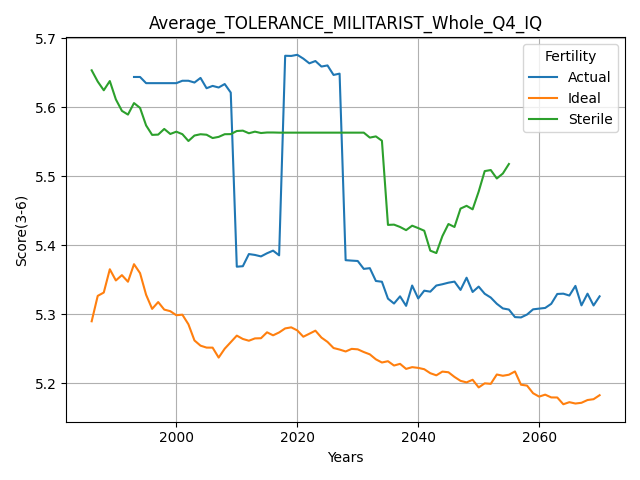 Average_TOLERANCE_MILITARIST_Whole_Q4_IQ
5.7
5.6
5.5
5.4
5.3
5.2
Score(3-6)
Fertility
Actual
Ideal
Sterile
2000
2020
2040
2060
Years